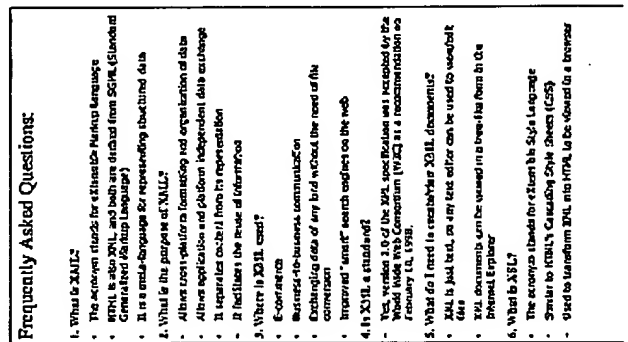 Frequently Asked Questions:
1. What is XML?
• The acronym stands for eXtensible Markup Language
• HTML is also XML, and both are derived from SGML (Standard
Generalized Markup Language)
• It is a meta-language for representing structured data
2. What is the purpose of XML?
• Allows cross-platform formatting and organization of data
• Allows application and platform independent data exchange
• It separates content from its representation
• It facilitates the reuse of information
3. Where is XML used?
• E-commerce
• Business-to-business communication
• Exchanging data of any kind without the need of file
conversion
• Improved "smart" search engines on the web
4. Is XML a standard?
• Yes, version 1.0 of the XML specification was accepted by the
World Wide Web Consortium (W3C) as a recommendation on
February 10, 1998.
5. What do I need to create/view XML documents?
• XML is just text, so any text editor can be used to view/edit
files
• XML documents can be viewed in a tree-like form in the
Internet Explorer
6. What is XSL?
• The acronym stands for eXtensible Style Language
• Similar to HTML's Cascading Style Sheets (CSS)
• Used to transform XML into HTML to be viewed in a browser